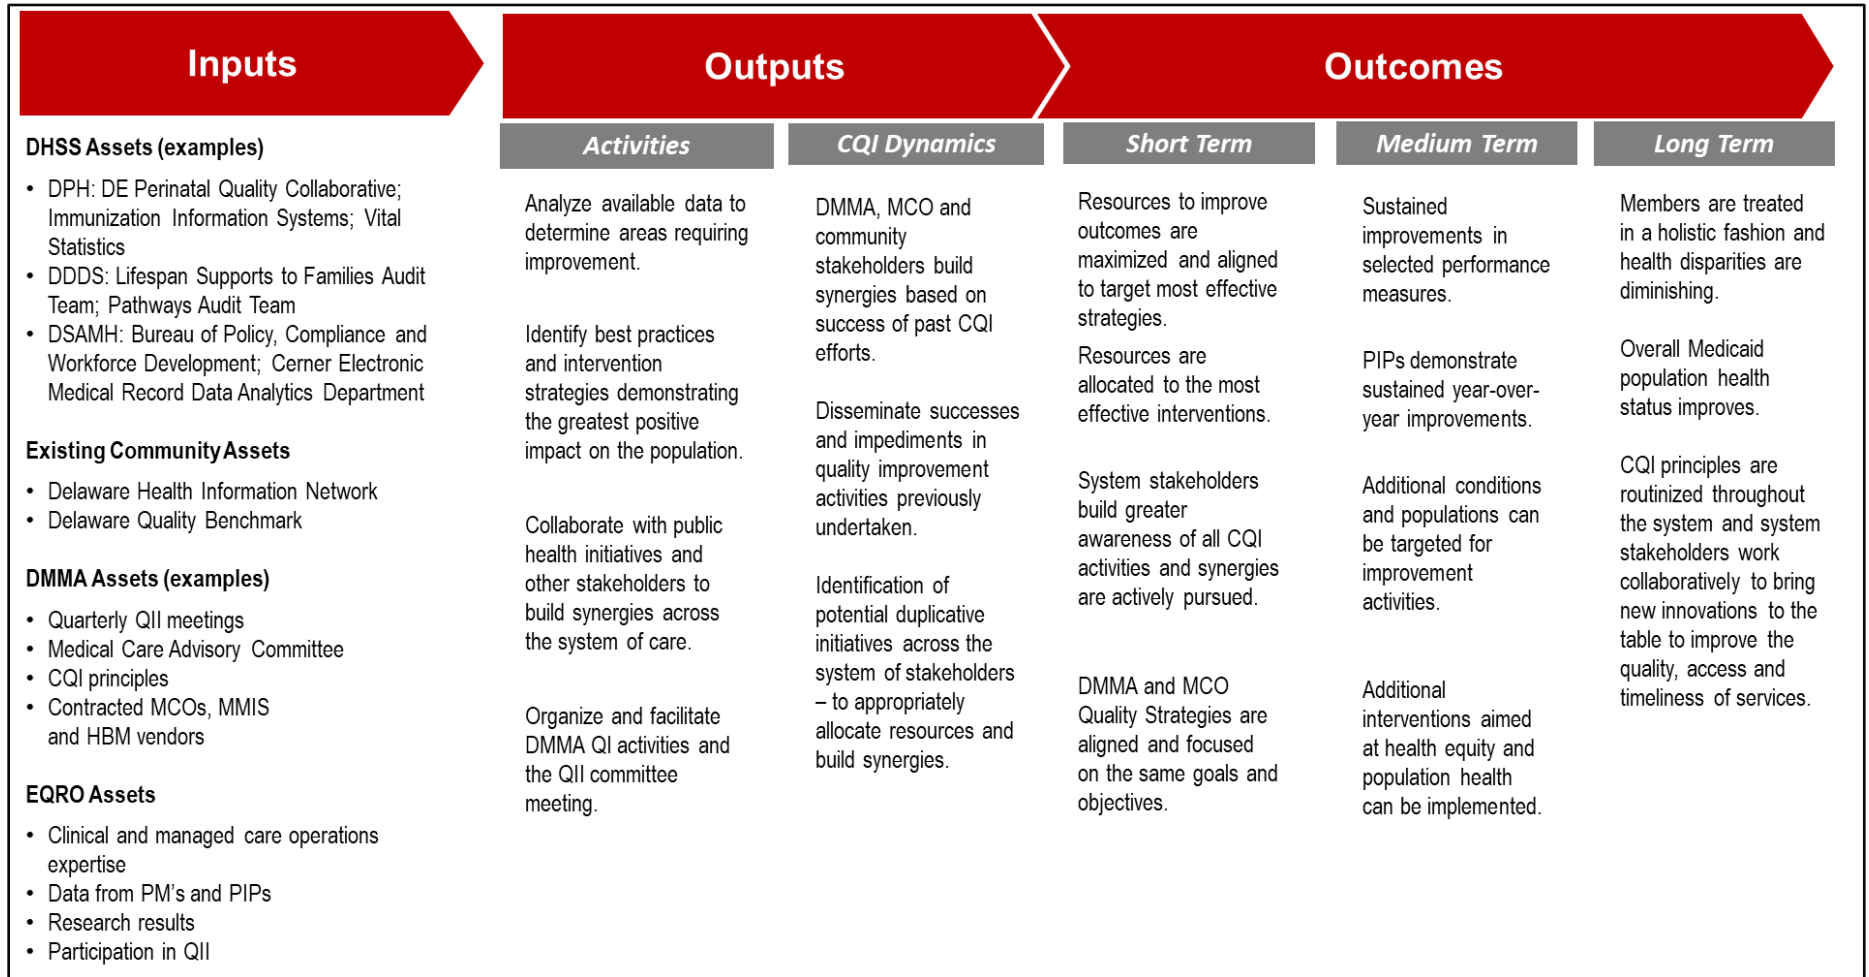 Inputs
DHSS Assets (examples)
• DPH: DE Perinatal Quality Collaborative;
Immunization Information Systems; Vital
Statistics
• DDDS: Lifespan Supports to Families Audit
Team; Pathways Audit Team
• DSAMH: Bureau of Policy, Compliance and
Workforce Development; Cerner Electronic
Medical Record Data Analytics Department
Existing Community Assets
• Delaware Health Information Network
• Delaware Quality Benchmark
DMMA Assets (examples)
• Quarterly QII meetings
• Medical Care Advisory Committee
• CQI principles
• Contracted MCOs, MMIS
and HBM vendors
EQRO Assets
• Clinical and managed care operations
expertise
• Data from PM's and PIPs
• Research results
• Participation in QII
Outputs
Activities
Analyze available data to
determine areas requiring
improvement.
Identify best practices
and intervention
strategies demonstrating
the greatest positive
impact on the population.
Collaborate with public
health initiatives and
other stakeholders to
build synergies across
the system of care.
Organize and facilitate
DMMA QI activities and
the QII committee
meeting.
CQI Dynamics
DMMA, MCO and
community
stakeholders build
synergies based on
success of past CQI
efforts.
Disseminate successes
and impediments in
quality improvement
activities previously
undertaken.
Identification of
potential duplicative
initiatives across the
system of stakeholders
– to appropriately
allocate resources and
build synergies.
Outcomes
Short Term
Resources to improve
outcomes are
maximized and aligned
to target most effective
strategies.
Resources are
allocated to the most
effective interventions.
System stakeholders
build greater
awareness of all CQI
activities and synergies
are actively pursued.
DMMA and MCO
Quality Strategies are
aligned and focused
on the same goals and
objectives.
Medium Term
Sustained
improvements in
selected performance
measures.
PIPs demonstrate
sustained year-over-
year improvements.
Additional conditions
and populations can
be targeted for
improvement
activities.
Additional
interventions aimed
at health equity and
population health
can be implemented.
Long Term
Members are treated
in a holistic fashion and
health disparities are
diminishing.
Overall Medicaid
population health
status improves.
CQI principles are
routinized throughout
the system and system
stakeholders work
collaboratively to bring
new innovations to the
table to improve the
quality, access and
timeliness of services.